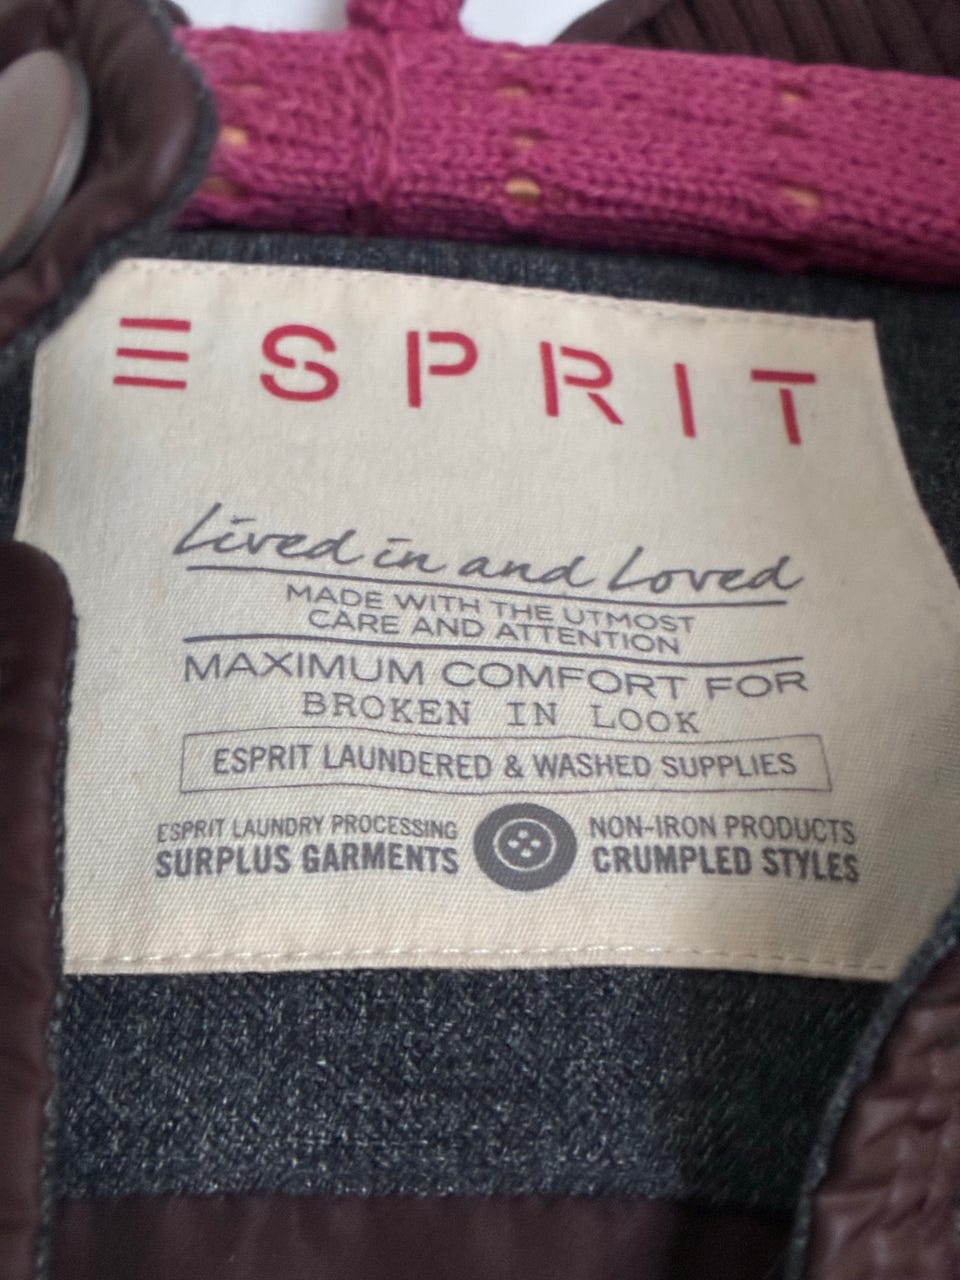 ESPRIT
Lived in and Loved
MADE WITH THE UTMOST
CARE AND ATTENTION
MAXIMUM COMFORT FOR
BROKEN IN LOOK
ESPRIT LAUNDERED & WASHED SUPPLIES
ESPRIT LAUNDRY PROCESSING
SURPLUS GARMENTS
NON-IRON PRODUCTS
CRUMPLED STYLES